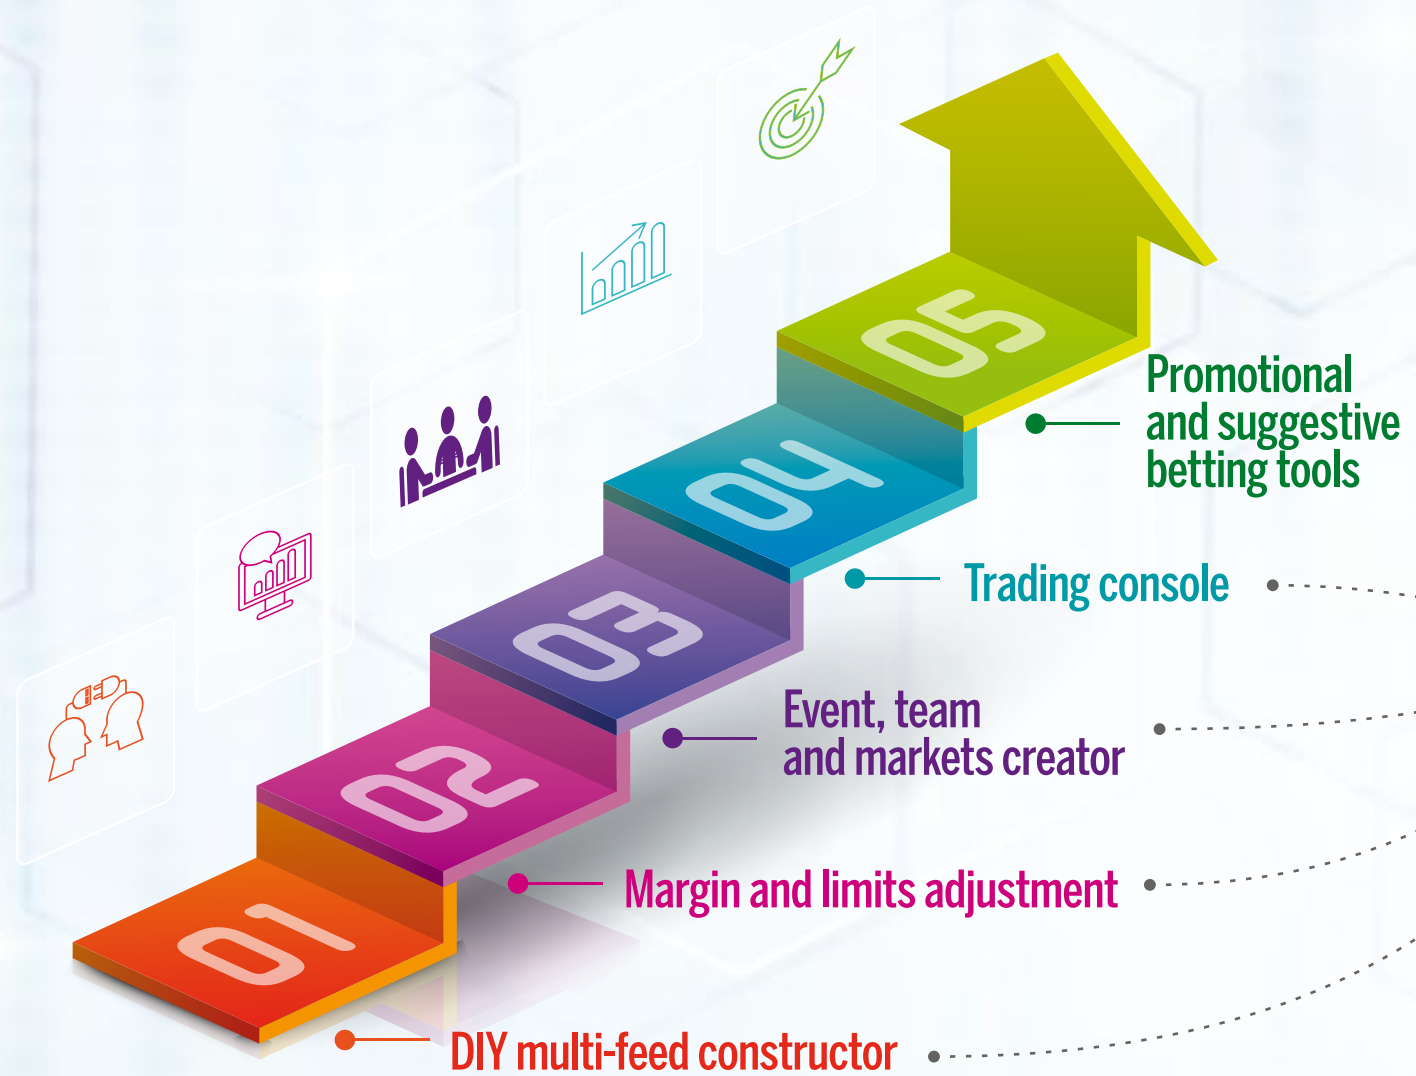 05
Promotional
and suggestive
betting tools
04
Trading console
03
Event, team
and markets creator
02
Margin and limits adjustment
01
DIY multi-feed constructor